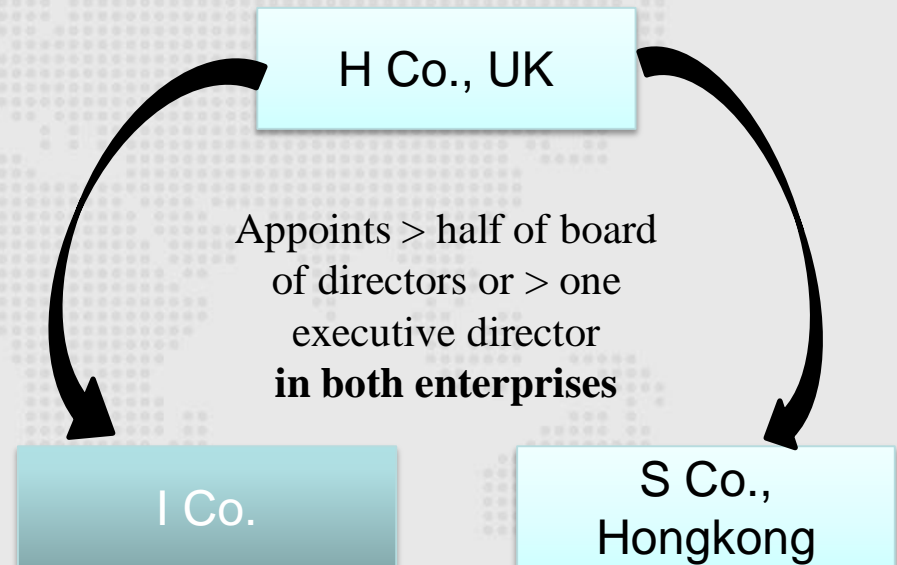 H Co., UK
Appoints > half of board
of directors or > one
executive director
in both enterprises
I Co.
S Co.,
Hongkong